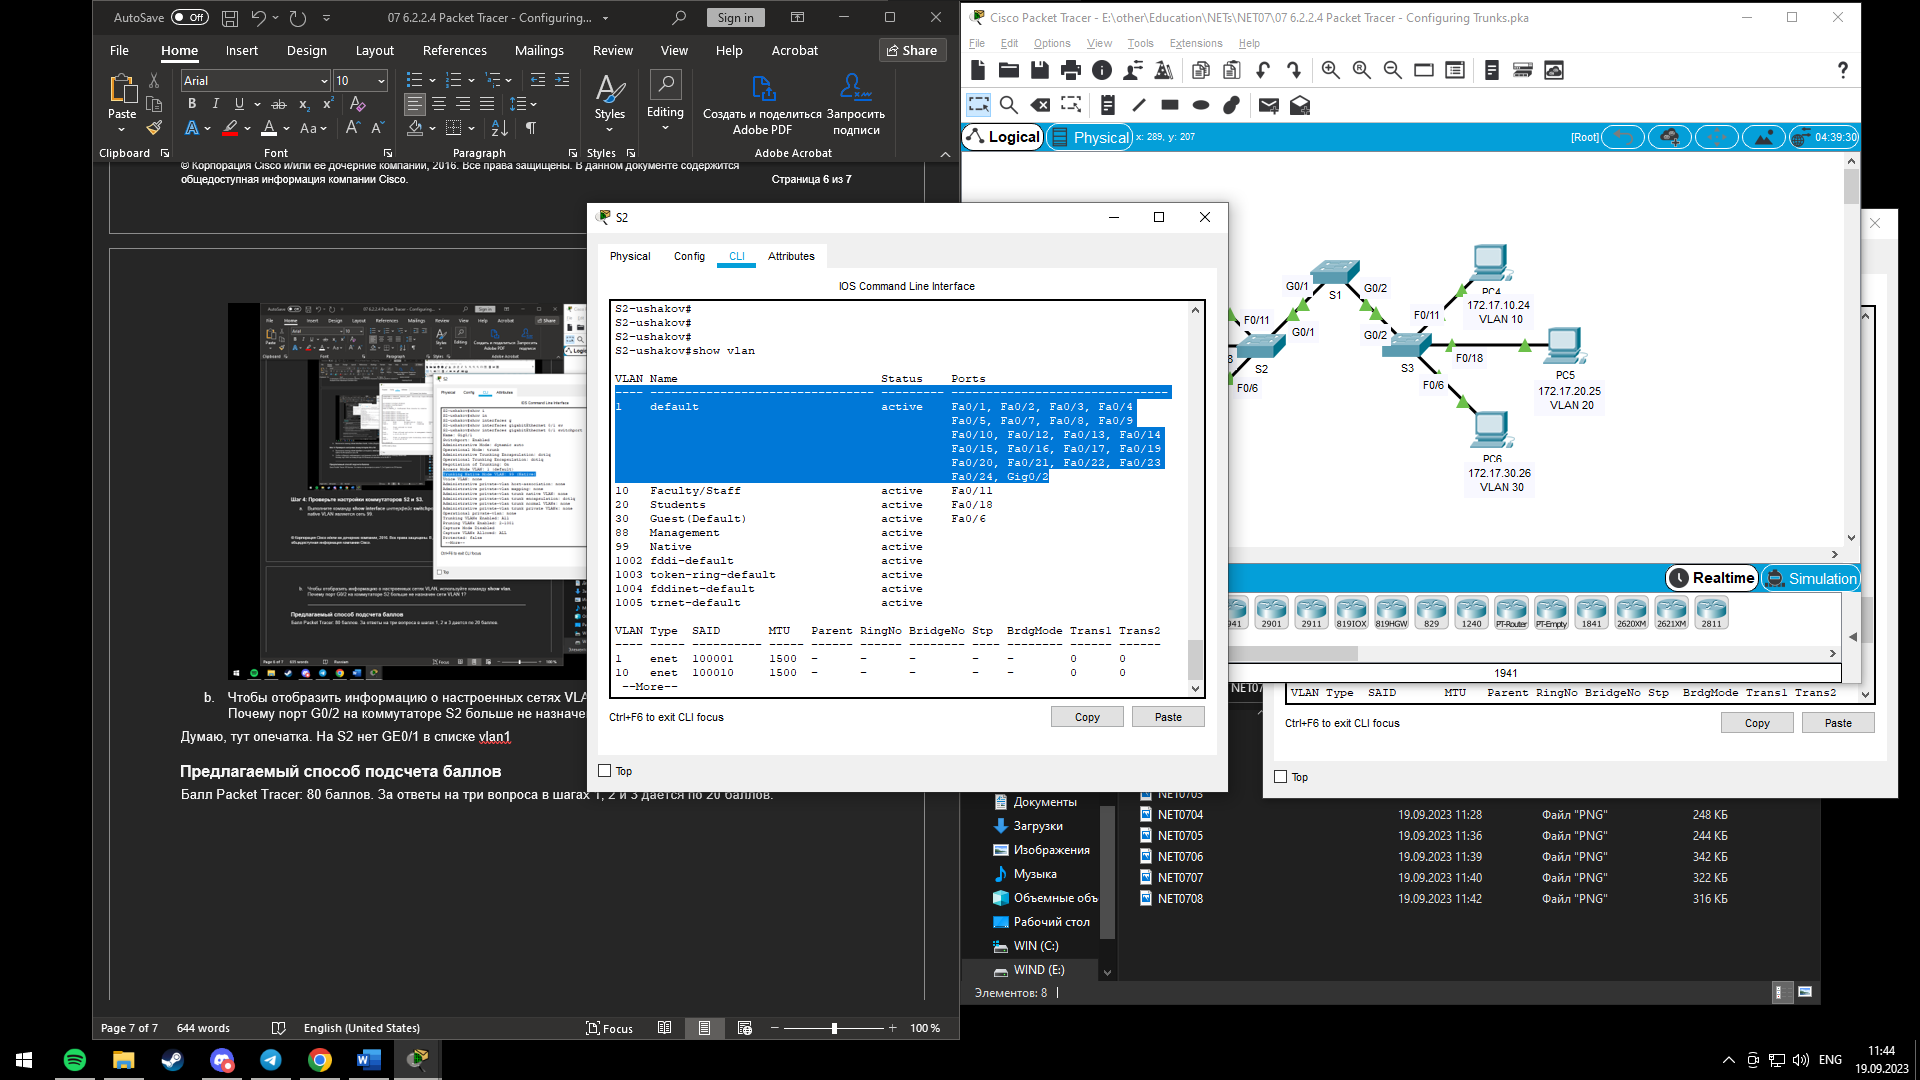 AutoSave Off 07 6.2.2.4 Packet Tracer - Configuring... Sign in
File Home Insert Design Layout References Mailings Review View Help Acrobat Share
Arial 10
Paste
Styles
Editing
Создать и поделиться Adobe PDF
Запросить подписи
Clipboard Font Paragraph Styles Adobe Acrobat
© Корпорация Cisco и/или ее дочерние компании, 2016. Все права защищены. В данном документе содержится
общедоступная информация компании Cisco. Страница 6 из 7
Шаг 4: Проверьте настройки коммутаторов S2 и S3.
Предлагаемый способ подсчета баллов
b. Чтобы отобразить информацию о настроенных сетях VLA
Почему порт G0/2 на коммутаторе S2 больше не назначе
Думаю, тут опечатка. На S2 нет GE0/1 в списке vlan1
Предлагаемый способ подсчета баллов
Балл Packet Tracer: 80 баллов. За ответы на три вопроса в шагах 1, 2 и 3 дается по 20 баллов.
Page 7 of 7 644 words English (United States) Focus 100 %
Cisco Packet Tracer - E:\other\Education\NETs\NET07\07 6.2.2.4 Packet Tracer - Configuring Trunks.pka
File Edit Options View Tools Extensions Help
Logical Physical x: 289, y: 207 [Root] 04:39:30
G0/1
S1
G0/2
F0/11
G0/1
S2
F0/6
G0/2
F0/11
S3
F0/18
F0/6
PC4
172.17.10.24
VLAN 10
PC5
172.17.20.25
VLAN 20
PC6
172.17.30.26
VLAN 30
Realtime Simulation
941 2901 2911 819IOX 819HGW 829 1240 PT-Router PT-Empty 1841 2620XM 2621XM 2811
1941
S2
Physical Config CLI Attributes
IOS Command Line Interface
S2-ushakov#
S2-ushakov#
S2-ushakov#
S2-ushakov#show vlan
VLAN Name Status Ports
---- -------------------------------- --------- -------------------------------
1 default active Fa0/1, Fa0/2, Fa0/3, Fa0/4
Fa0/5, Fa0/7, Fa0/8, Fa0/9
Fa0/10, Fa0/12, Fa0/13, Fa0/14
Fa0/15, Fa0/16, Fa0/17, Fa0/19
Fa0/20, Fa0/21, Fa0/22, Fa0/23
Fa0/24, Gig0/2
10 Faculty/Staff active Fa0/11
20 Students active Fa0/18
30 Guest(Default) active Fa0/6
88 Management active
99 Native active
1002 fddi-default active
1003 token-ring-default active
1004 fddinet-default active
1005 trnet-default active
VLAN Type SAID MTU Parent RingNo BridgeNo Stp BrdgMode Trans1 Trans2
---- ----- ---------- ----- ------ ------ -------- ---- -------- ------ ------
1 enet 100001 1500 - - - - - 0 0
10 enet 100010 1500 - - - - - 0 0
--More--
Ctrl+F6 to exit CLI focus Copy Paste
Top
VLAN Type SAID MTU Parent RingNo BridgeNo Stp BrdgMode Trans1 Trans2
Ctrl+F6 to exit CLI focus Copy Paste
Top
Документы
Загрузки
Изображения
Музыка
Объемные объ
Рабочий стол
WIN (C:)
WIND (E:)
NET0703
NET0704 19.09.2023 11:28 Файл "PNG" 248 КБ
NET0705 19.09.2023 11:36 Файл "PNG" 244 КБ
NET0706 19.09.2023 11:39 Файл "PNG" 342 КБ
NET0707 19.09.2023 11:40 Файл "PNG" 322 КБ
NET0708 19.09.2023 11:42 Файл "PNG" 316 КБ
Элементов: 8
ENG 11:44
19.09.2023